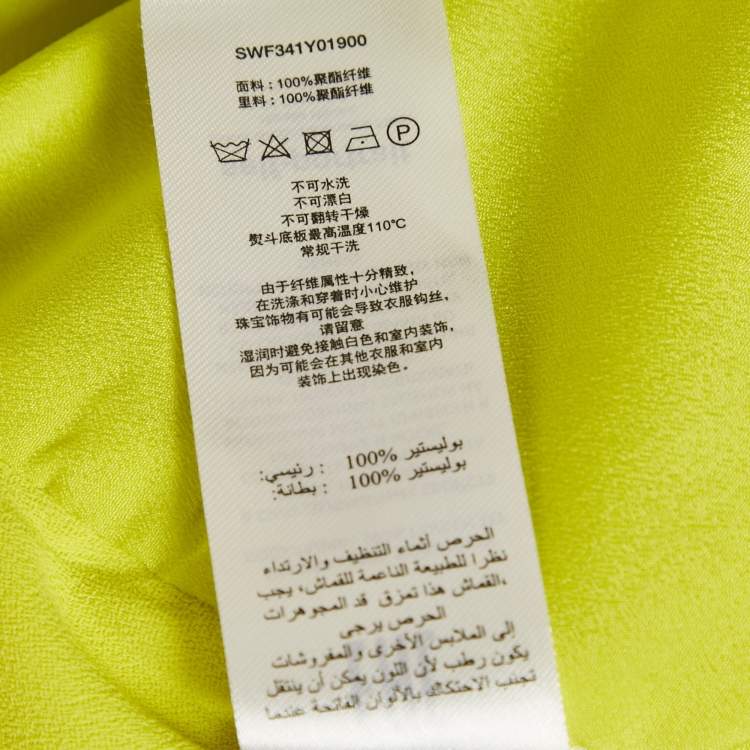 SWF341Y01900
面料：100%聚酯纤维
里料：100%聚酯纤维
P
不可水洗
不可漂白
不可翻转干燥
熨斗底板最高温度110℃
常规干洗
由于纤维属性十分精致，
在洗涤和穿着时小心维护
珠宝饰物有可能会导致衣服钩丝，
请留意
湿润时避免接触白色和室内装饰，
因为可能会在其他衣服和室内
装饰上出现染色。
رئيسي: : 100% بوليستير
بطانة: : 100% بوليستير
الحرص أثماء التنظيف والارتداء
نظرا للطبيعة الناعمة للقماش، يجب
القماش هذا تمزق قد المجوهرات،
الحرص يرجى
إلى الملابس الأخرى والمفروشات
يكون رطب لأن اللون يمكن أن ينتقل
تجنب الاحتكاك بالألوان الفاتحة عندما